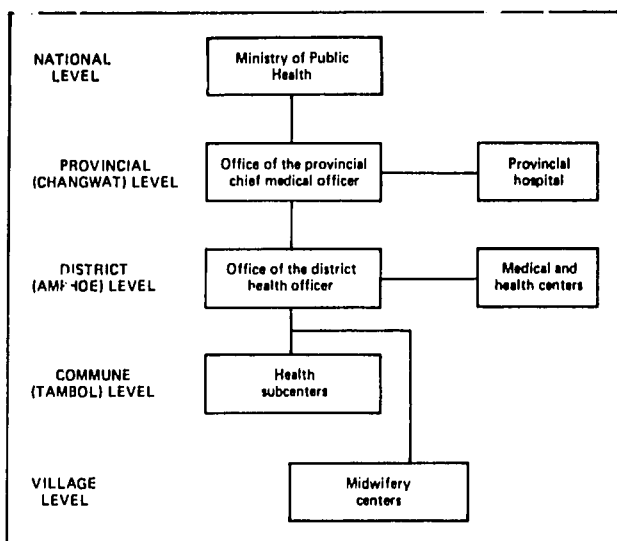 NATIONAL
LEVEL
Ministry of Public
Health
PROVINCIAL
(CHANGWAT) LEVEL
Office of the provincial
chief medical officer
Provincial
hospital
DISTRICT
(AMPHOE) LEVEL
Office of the district
health officer
Medical and
health centers
COMMUNE
(TAMBOL) LEVEL
Health
subcenters
VILLAGE
LEVEL
Midwifery
centers